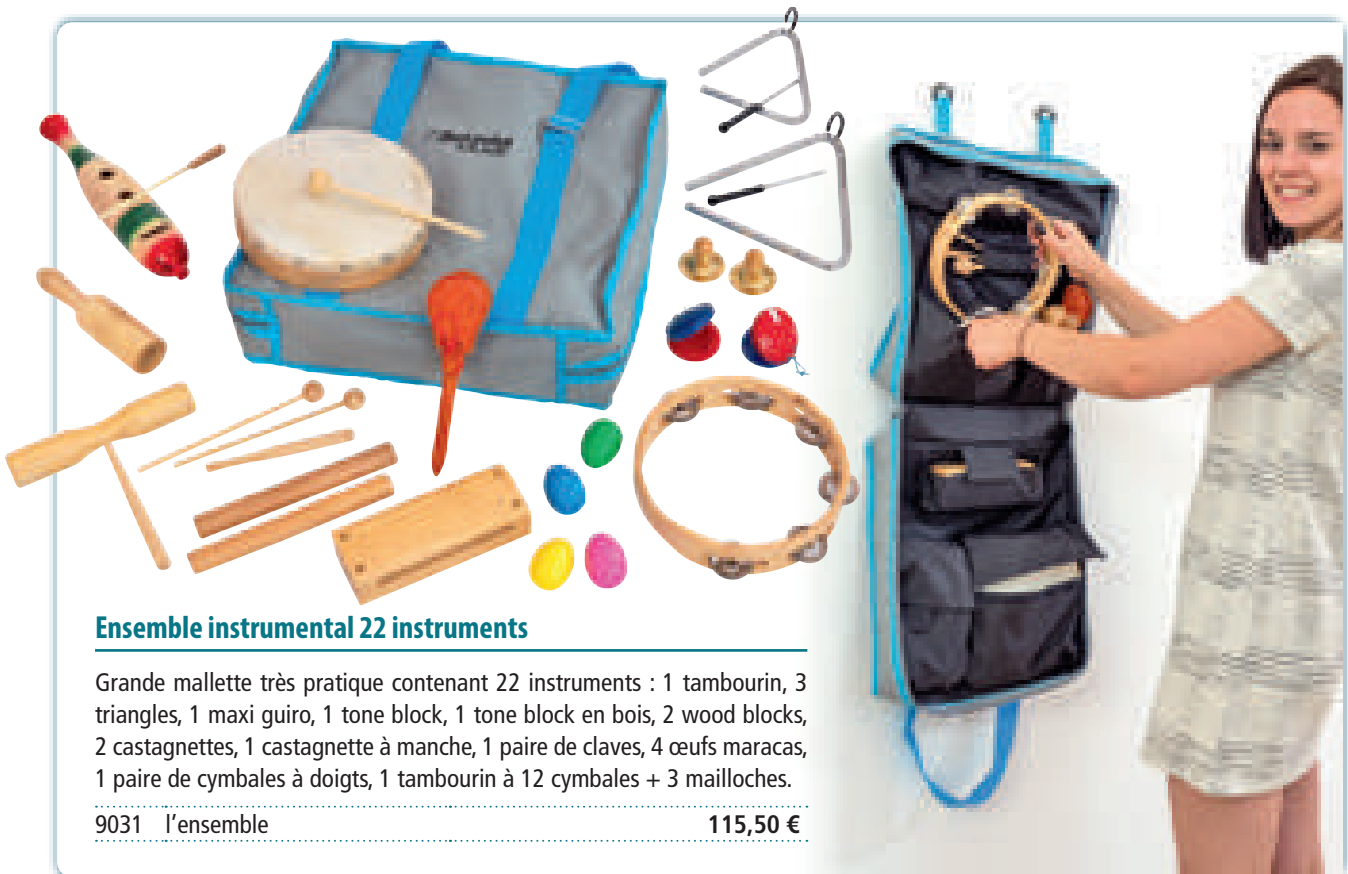 Ensemble instrumental 22 instruments
Grande mallette très pratique contenant 22 instruments : 1 tambourin, 3
triangles, 1 maxi guiro, 1 tone block, 1 tone block en bois, 2 wood blocks,
2 castagnettes, 1 castagnette à manche, 1 paire de claves, 4 œufs maracas,
1 paire de cymbales à doigts, 1 tambourin à 12 cymbales + 3 mailloches.
9031 l’ensemble 115,50 €